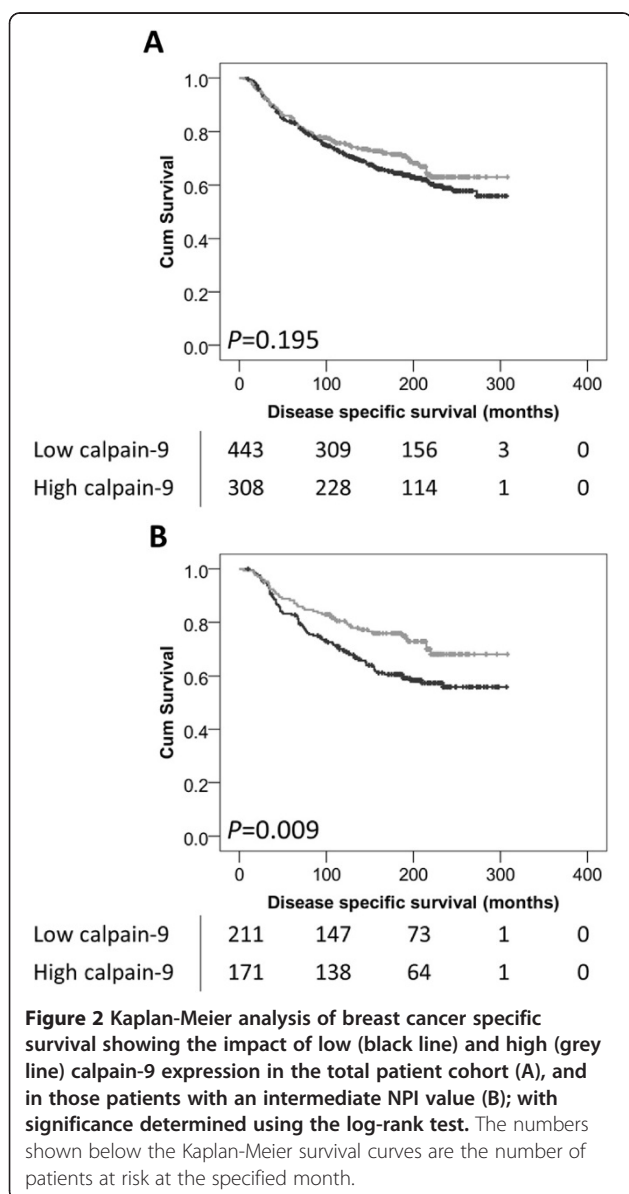 A
1.0
0.8
0.6
0.4
0.2
0.0
Cum Survival
P=0.195
0 100 200 300 400
Disease specific survival (months)
Low calpain-9 443 309 156 3 0
High calpain-9 308 228 114 1 0
B
1.0
0.8
0.6
0.4
0.2
0.0
Cum Survival
P=0.009
0 100 200 300 400
Disease specific survival (months)
Low calpain-9 211 147 73 1 0
High calpain-9 171 138 64 1 0
Figure 2 Kaplan-Meier analysis of breast cancer specific
survival showing the impact of low (black line) and high (grey
line) calpain-9 expression in the total patient cohort (A), and
in those patients with an intermediate NPI value (B); with
significance determined using the log-rank test. The numbers
shown below the Kaplan-Meier survival curves are the number of
patients at risk at the specified month.